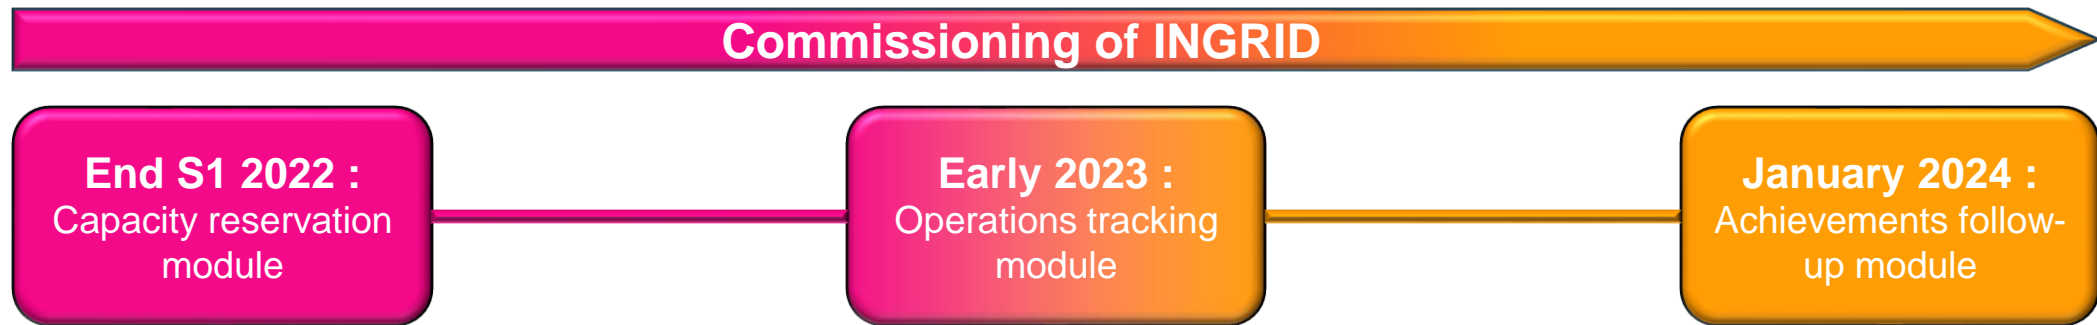 Commissioning of INGRID
End S1 2022 :
Capacity reservation
module
Early 2023 :
Operations tracking
module
January 2024 :
Achievements follow-
up module